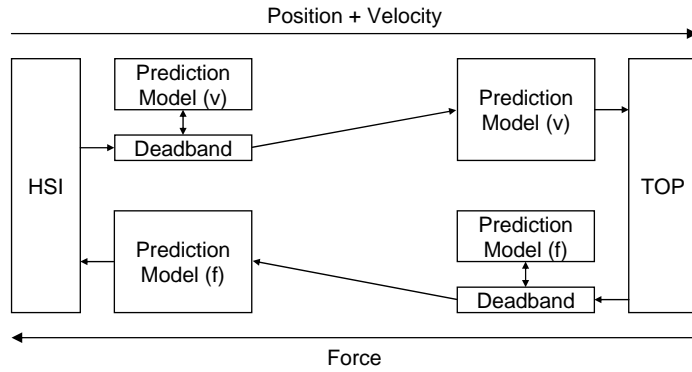 Position + Velocity
Prediction
Model (v)
Deadband
Prediction
Model (v)
HSI
TOP
Prediction
Model (f)
Prediction
Model (f)
Deadband
Force